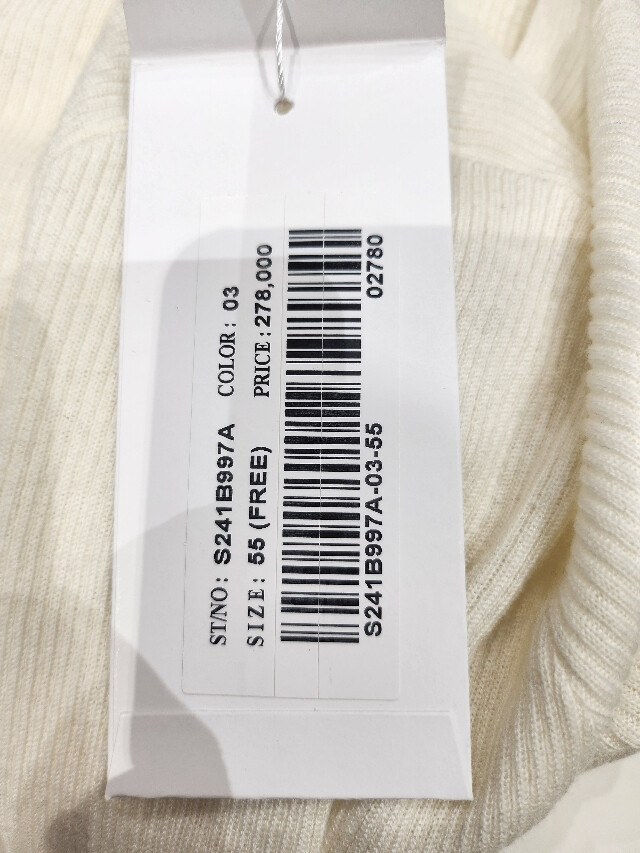 ST/NO: S241B997A COLOR: 03
SIZE: 55 (FREE) PRICE: 278,000
S241B997A-03-55 02780